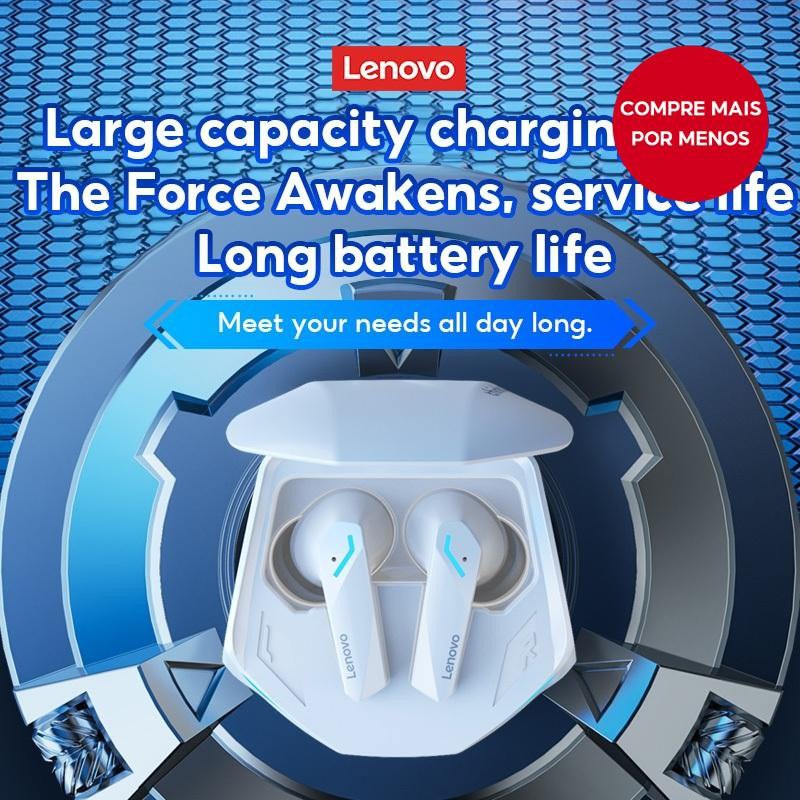 Lenovo
Large capacity chargin
COMPRE MAIS
POR MENOS
The Force Awakens, service life
Long battery life
Meet your needs all day long.
Lenovo
Lenovo
L
R